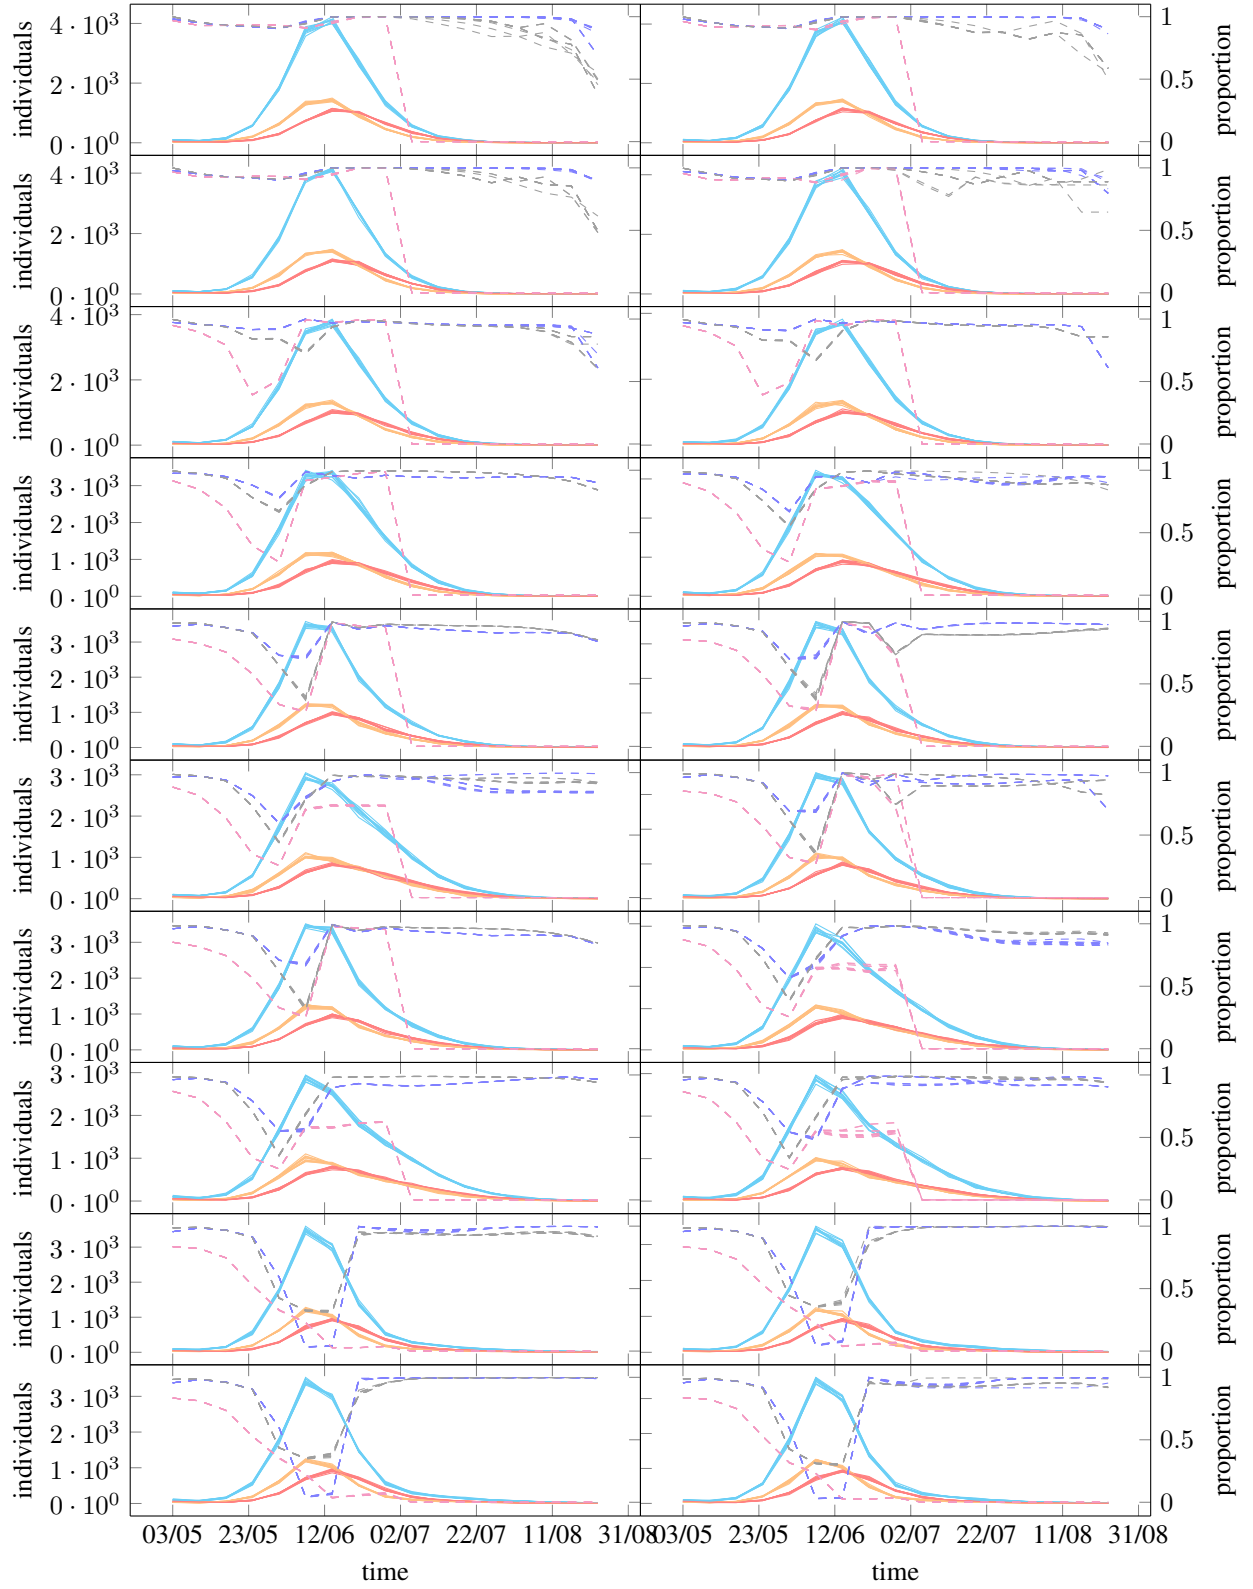 individuals
4 · 10³
2 · 10³
0 · 10⁰
1
0.5
0
proportion
individuals
4 · 10³
2 · 10³
0 · 10⁰
1
0.5
0
proportion
individuals
4 · 10³
2 · 10³
0 · 10⁰
1
0.5
0
proportion
individuals
3 · 10³
2 · 10³
1 · 10³
0 · 10⁰
1
0.5
0
proportion
individuals
3 · 10³
2 · 10³
1 · 10³
0 · 10⁰
1
0.5
0
proportion
individuals
3 · 10³
2 · 10³
1 · 10³
0 · 10⁰
1
0.5
0
proportion
individuals
3 · 10³
2 · 10³
1 · 10³
0 · 10⁰
1
0.5
0
proportion
individuals
3 · 10³
2 · 10³
1 · 10³
0 · 10⁰
1
0.5
0
proportion
individuals
3 · 10³
2 · 10³
1 · 10³
0 · 10⁰
1
0.5
0
proportion
individuals
3 · 10³
2 · 10³
1 · 10³
0 · 10⁰
1
0.5
0
proportion
03/05 23/05 12/06 02/07 22/07 11/08 31/08 03/05 23/05 12/06 02/07 22/07 11/08 31/08
time time